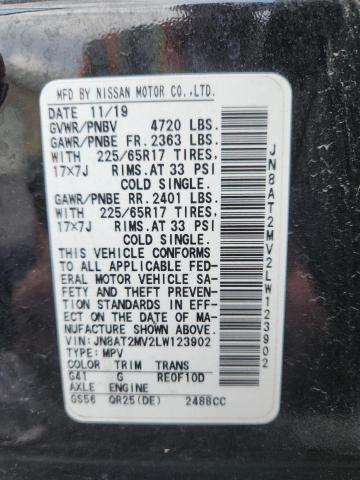 MFD BY NISSAN MOTOR CO.,LTD.
DATE 11/19
GVWR/PNBV 4720 LBS.
GAWR/PNBE FR. 2363 LBS.
WITH 225/65R17 TIRES,
17×7J RIMS.AT 33 PSI
COLD SINGLE.
GAWR/PNBE RR. 2401 LBS.
WITH 225/65R17 TIRES,
17×7J RIMS.AT 33 PSI
COLD SINGLE.
THIS VEHICLE CONFORMS
TO ALL APPLICABLE FED-
ERAL MOTOR VEHICLE SA-
FETY AND THEFT PREVEN-
TION STANDARDS IN EFF-
ECT ON THE DATE OF MA-
NUFACTURE SHOWN ABOVE.
VIN:JN8AT2MV2LW123902
TYPE: MPV
COLOR TRIM TRANS
G41 G RE0F10D
AXLE ENGINE
GS56 QR25(DE) 2488CC
JN8AT2MV2LW123902